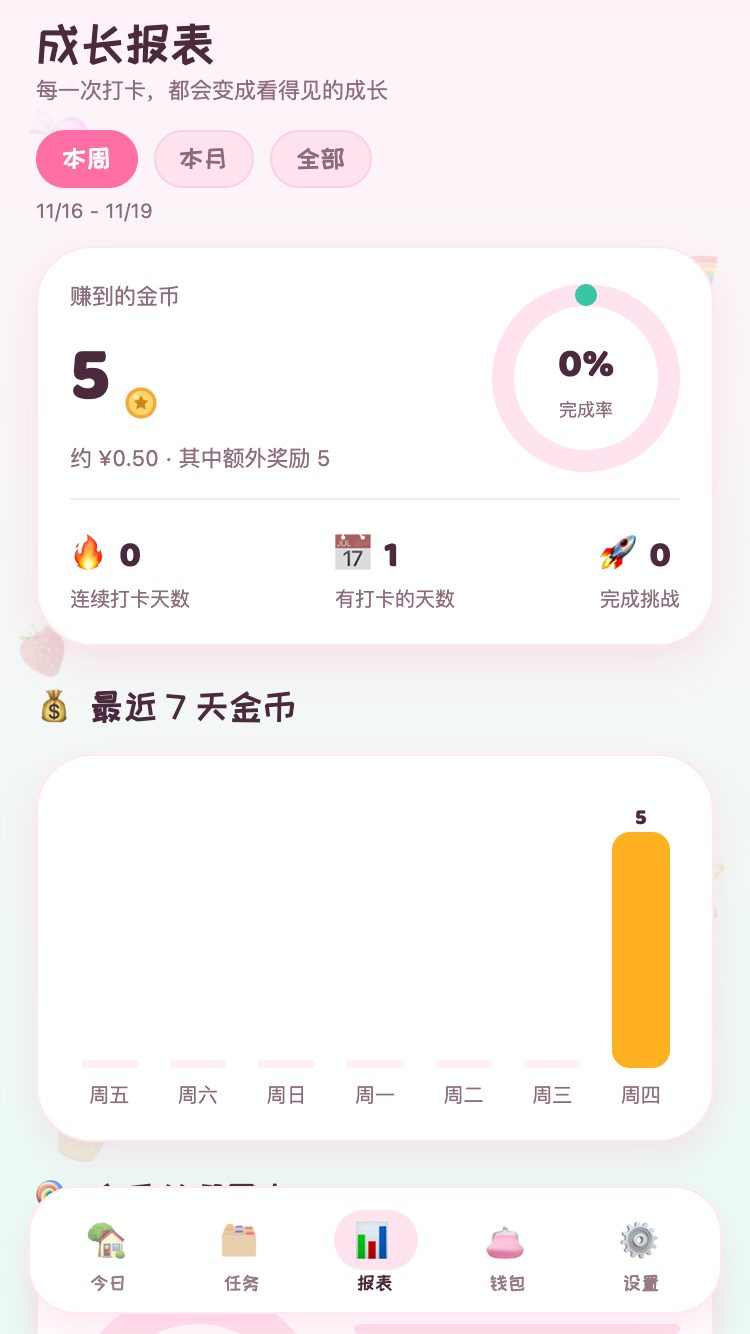 成长报表
每一次打卡，都会变成看得见的成长
本周 本月 全部
11/16 - 11/19
赚到的金币
5
0%
完成率
约 ¥0.50 · 其中额外奖励 5
0
JUL
17
1
0
连续打卡天数 有打卡的天数 完成挑战
最近 7 天金币
5
周五 周六 周日 周一 周二 周三 周四
今日 任务 报表 钱包 设置